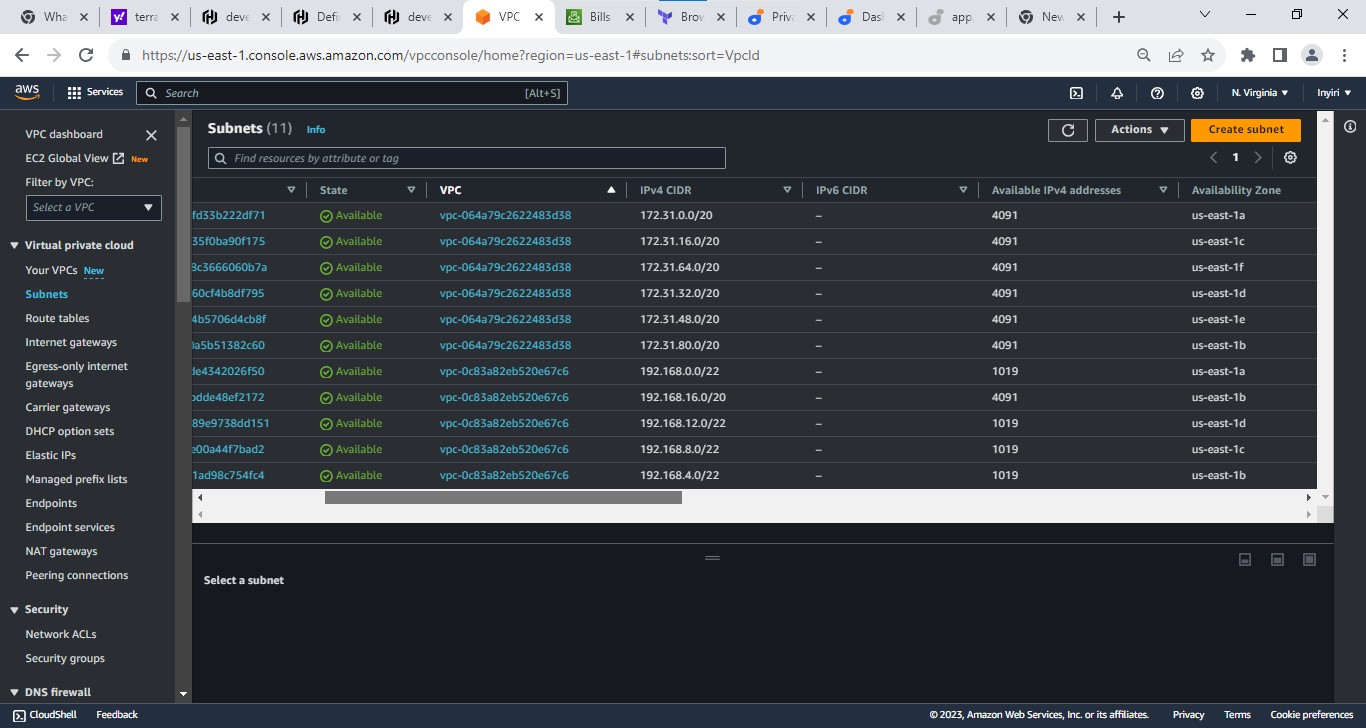 Wha
terra
deve
Defi
deve
VPC
Bills
Brow
Priva
Dash
app.
New
https://us-east-1.console.aws.amazon.com/vpcconsole/home?region=us-east-1#subnets:sort=VpcId
aws
Services
Search
[Alt+S]
N. Virginia
Inyiri
VPC dashboard
EC2 Global View New
Filter by VPC:
Select a VPC
Virtual private cloud
Your VPCs New
Subnets
Route tables
Internet gateways
Egress-only internet
gateways
Carrier gateways
DHCP option sets
Elastic IPs
Managed prefix lists
Endpoints
Endpoint services
NAT gateways
Peering connections
Security
Network ACLs
Security groups
DNS firewall
Subnets (11) Info
Actions
Create subnet
Find resources by attribute or tag
1
State VPC IPv4 CIDR IPv6 CIDR Available IPv4 addresses Availability Zone
fd33b222df71 Available vpc-064a79c2622483d38 172.31.0.0/20 – 4091 us-east-1a
35f0ba90f175 Available vpc-064a79c2622483d38 172.31.16.0/20 – 4091 us-east-1c
8c3666060b7a Available vpc-064a79c2622483d38 172.31.64.0/20 – 4091 us-east-1f
60cf4b8df795 Available vpc-064a79c2622483d38 172.31.32.0/20 – 4091 us-east-1d
4b5706d4cb8f Available vpc-064a79c2622483d38 172.31.48.0/20 – 4091 us-east-1e
a5b51382c60 Available vpc-064a79c2622483d38 172.31.80.0/20 – 4091 us-east-1b
de4342026f50 Available vpc-0c83a82eb520e67c6 192.168.0.0/22 – 1019 us-east-1a
dde48ef2172 Available vpc-0c83a82eb520e67c6 192.168.16.0/20 – 4091 us-east-1b
89e9738dd151 Available vpc-0c83a82eb520e67c6 192.168.12.0/22 – 1019 us-east-1d
e00a44f7bad2 Available vpc-0c83a82eb520e67c6 192.168.8.0/22 – 1019 us-east-1c
1ad98c754fc4 Available vpc-0c83a82eb520e67c6 192.168.4.0/22 – 1019 us-east-1b
Select a subnet
CloudShell Feedback
© 2023, Amazon Web Services, Inc. or its affiliates. Privacy Terms Cookie preferences